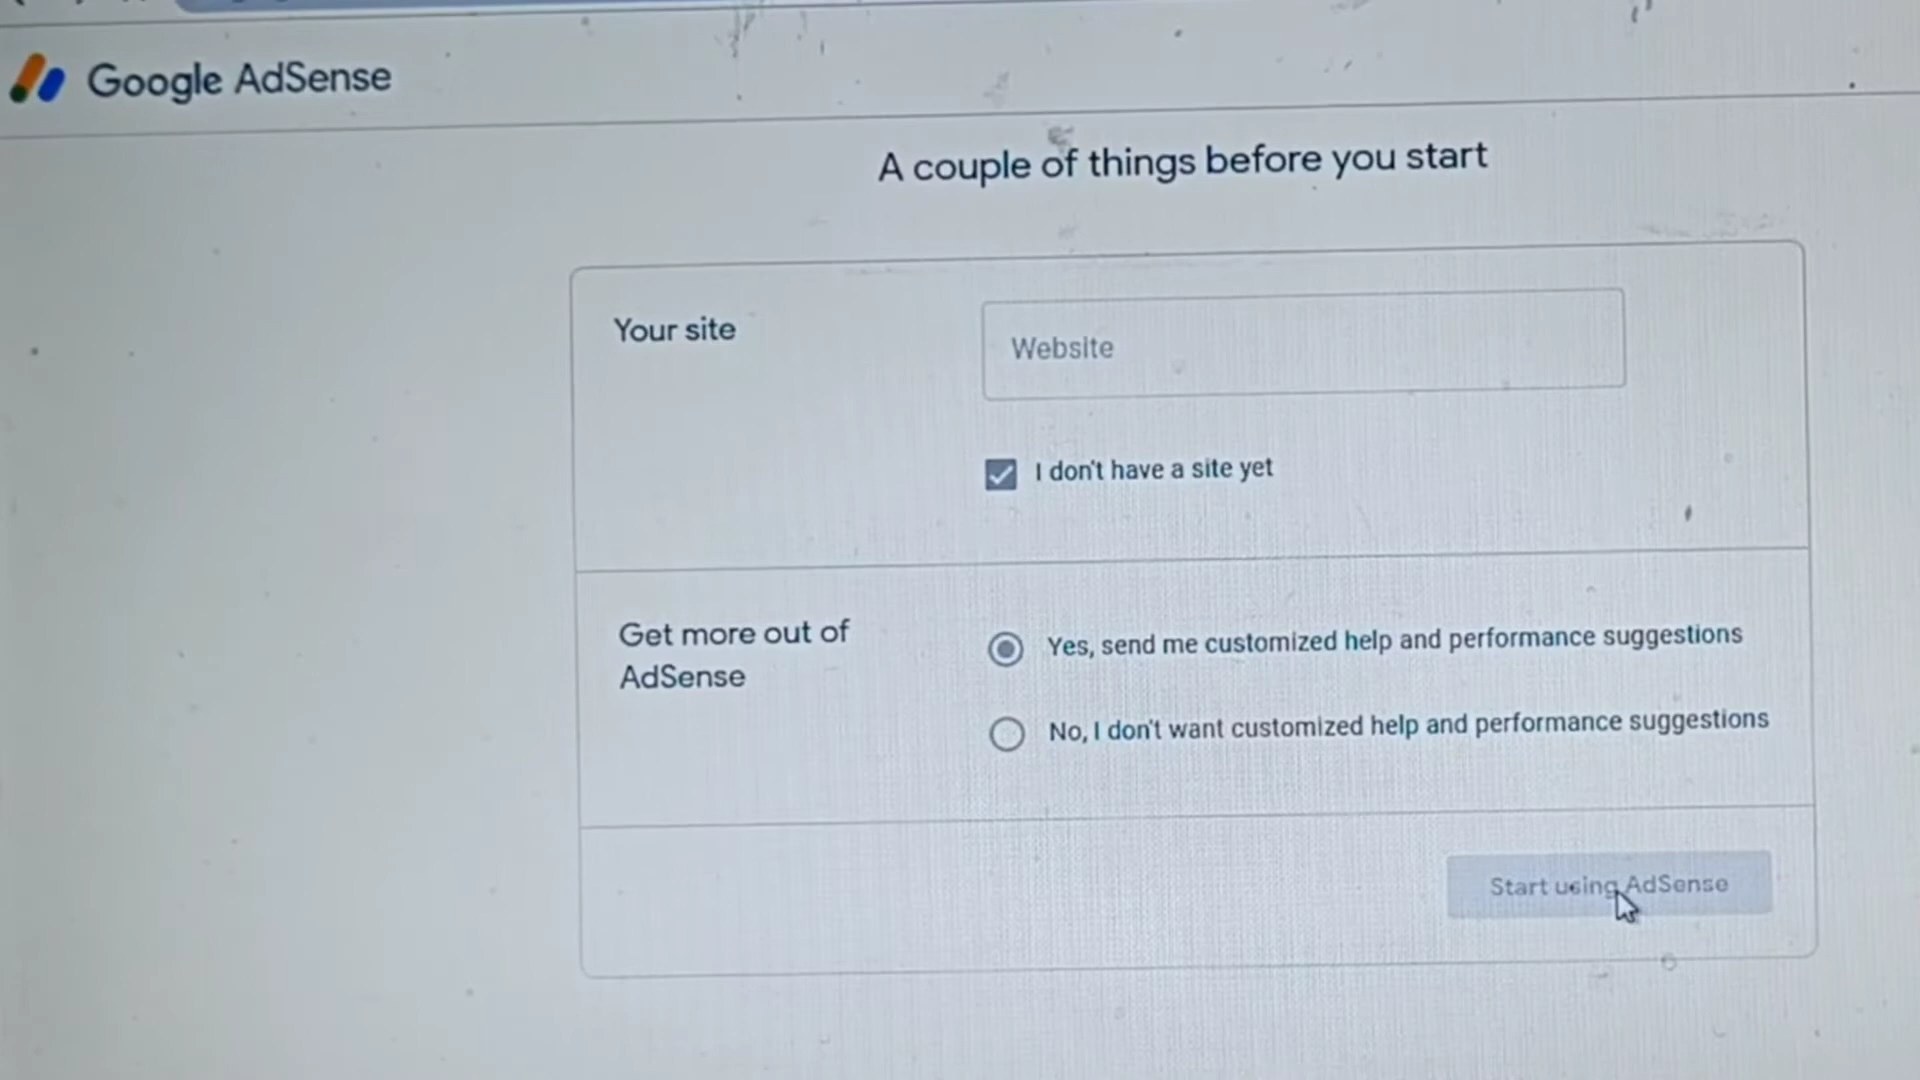 Google AdSense
A couple of things before you start
Your site
Website
I don't have a site yet
Get more out of
AdSense
Yes, send me customized help and performance suggestions
No, I don't want customized help and performance suggestions
Start using AdSense